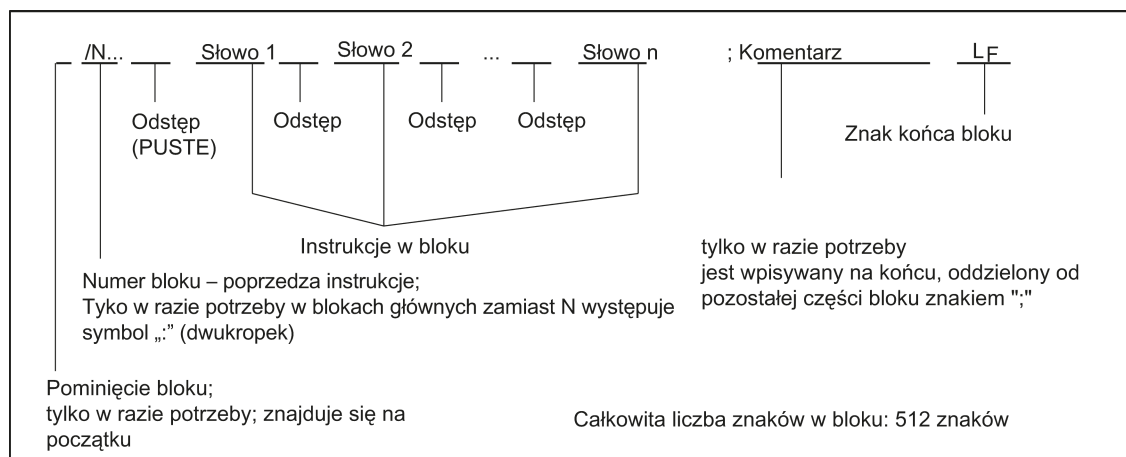 /N... Słowo 1 Słowo 2 ... Słowo n ; Komentarz LF
Odstęp
(PUSTE)
Odstęp
Odstęp
Odstęp
Znak końca bloku
Instrukcje w bloku
Numer bloku – poprzedza instrukcje;
Tyko w razie potrzeby w blokach głównych zamiast N występuje
symbol „:” (dwukropek)
tylko w razie potrzeby
jest wpisywany na końcu, oddzielony od
pozostałej części bloku znakiem ";"
Pominięcie bloku;
tylko w razie potrzeby; znajduje się na
początku
Całkowita liczba znaków w bloku: 512 znaków